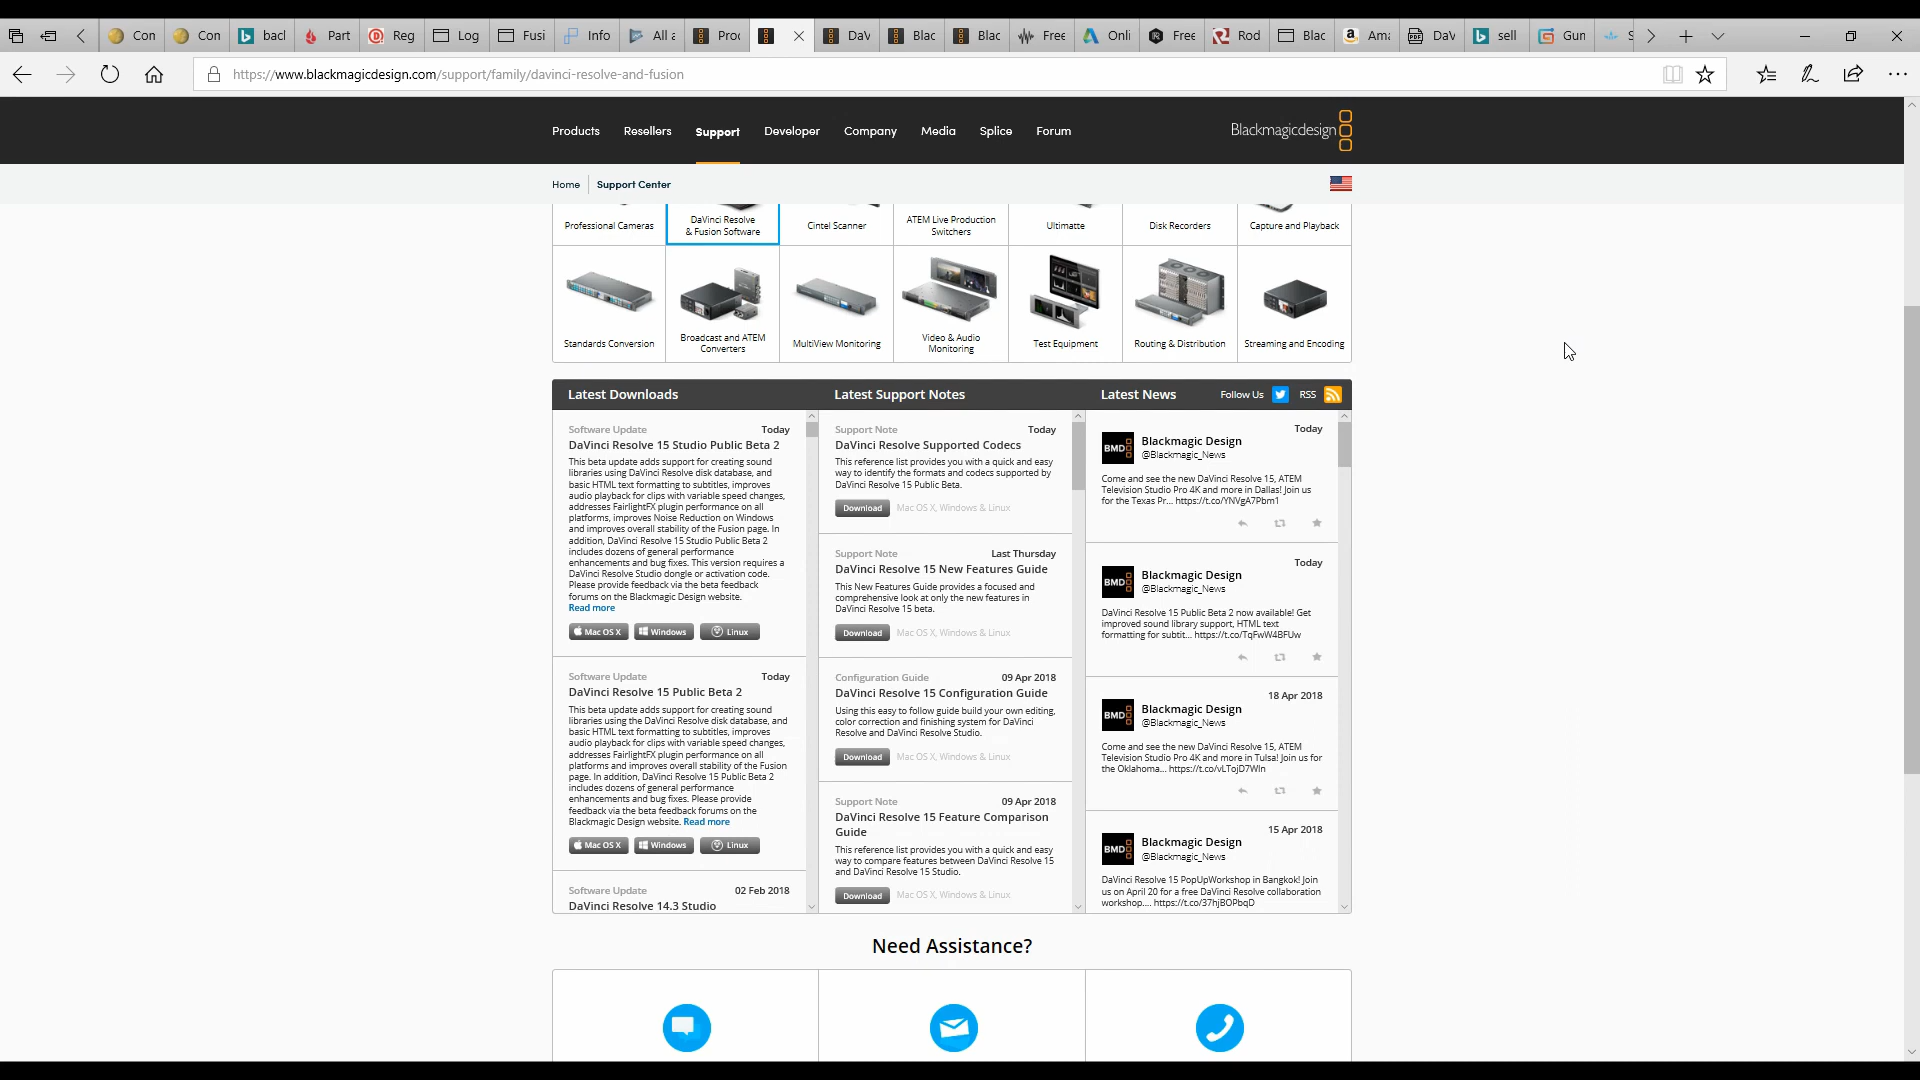 Con
Con
bacl
Part
Reg
Log
Fusi
Info
All a
Proc
DaV
Blac
Blac
Free
Onli
Free
Rod
Blac
Ama
DaV
sell
Gun
https://www.blackmagicdesign.com/support/family/davinci-resolve-and-fusion
Products
Resellers
Support
Developer
Company
Media
Splice
Forum
Blackmagicdesign
Home
Support Center
Professional Cameras
DaVinci Resolve
& Fusion Software
Cintel Scanner
ATEM Live Production
Switchers
Ultimatte
Disk Recorders
Capture and Playback
Standards Conversion
Broadcast and ATEM
Converters
MultiView Monitoring
Video & Audio
Monitoring
Test Equipment
Routing & Distribution
Streaming and Encoding
Latest Downloads
Software Update Today
DaVinci Resolve 15 Studio Public Beta 2
This beta update adds support for creating sound
libraries using DaVinci Resolve disk database, and
basic HTML text formatting to subtitles, improves
audio playback for clips with variable speed changes,
addresses FairlightFX plugin performance on all
platforms, improves Noise Reduction on Windows
and improves overall stability of the Fusion page. In
addition, DaVinci Resolve 15 Studio Public Beta 2
includes dozens of general performance
enhancements and bug fixes. This version requires a
DaVinci Resolve Studio dongle or activation code.
Please provide feedback via the beta feedback
forums on the Blackmagic Design website.
Read more
Mac OS X Windows Linux
Software Update Today
DaVinci Resolve 15 Public Beta 2
This beta update adds support for creating sound
libraries using the DaVinci Resolve disk database, and
basic HTML text formatting to subtitles, improves
audio playback for clips with variable speed changes,
addresses FairlightFX plugin performance on all
platforms and improves overall stability of the Fusion
page. In addition, DaVinci Resolve 15 Public Beta 2
includes dozens of general performance
enhancements and bug fixes. Please provide
feedback via the beta feedback forums on the
Blackmagic Design website. Read more
Mac OS X Windows Linux
Software Update 02 Feb 2018
DaVinci Resolve 14.3 Studio
Latest Support Notes
Support Note Today
DaVinci Resolve Supported Codecs
This reference list provides you with a quick and easy
way to identify the formats and codecs supported by
DaVinci Resolve 15 Public Beta.
Download Mac OS X, Windows & Linux
Support Note Last Thursday
DaVinci Resolve 15 New Features Guide
This New Features Guide provides a focused and
comprehensive look at only the new features in
DaVinci Resolve 15 beta.
Download Mac OS X, Windows & Linux
Configuration Guide 09 Apr 2018
DaVinci Resolve 15 Configuration Guide
Using this easy to follow guide build your own editing,
color correction and finishing system for DaVinci
Resolve and DaVinci Resolve Studio.
Download Mac OS X, Windows & Linux
Support Note 09 Apr 2018
DaVinci Resolve 15 Feature Comparison
Guide
This reference list provides you with a quick and easy
way to compare features between DaVinci Resolve 15
and DaVinci Resolve 15 Studio.
Download Mac OS X, Windows & Linux
Latest News Follow Us RSS
Today
BMD
Blackmagic Design
@Blackmagic_News
Come and see the new DaVinci Resolve 15, ATEM
Television Studio Pro 4K and more in Dallas! Join us
for the Texas Pr... https://t.co/YNVgA7Pbm1
Today
BMD
Blackmagic Design
@Blackmagic_News
DaVinci Resolve 15 Public Beta 2 now available! Get
improved sound library support, HTML text
formatting for subtit... https://t.co/TqFwW4BFUw
18 Apr 2018
BMD
Blackmagic Design
@Blackmagic_News
Come and see the new DaVinci Resolve 15, ATEM
Television Studio Pro 4K and more in Tulsa! Join us for
the Oklahoma... https://t.co/vLTojD7WIn
15 Apr 2018
BMD
Blackmagic Design
@Blackmagic_News
DaVinci Resolve 15 PopUpWorkshop in Bangkok! Join
us on April 20 for a free DaVinci Resolve collaboration
workshop.... https://t.co/37hjBOPbqD
Need Assistance?